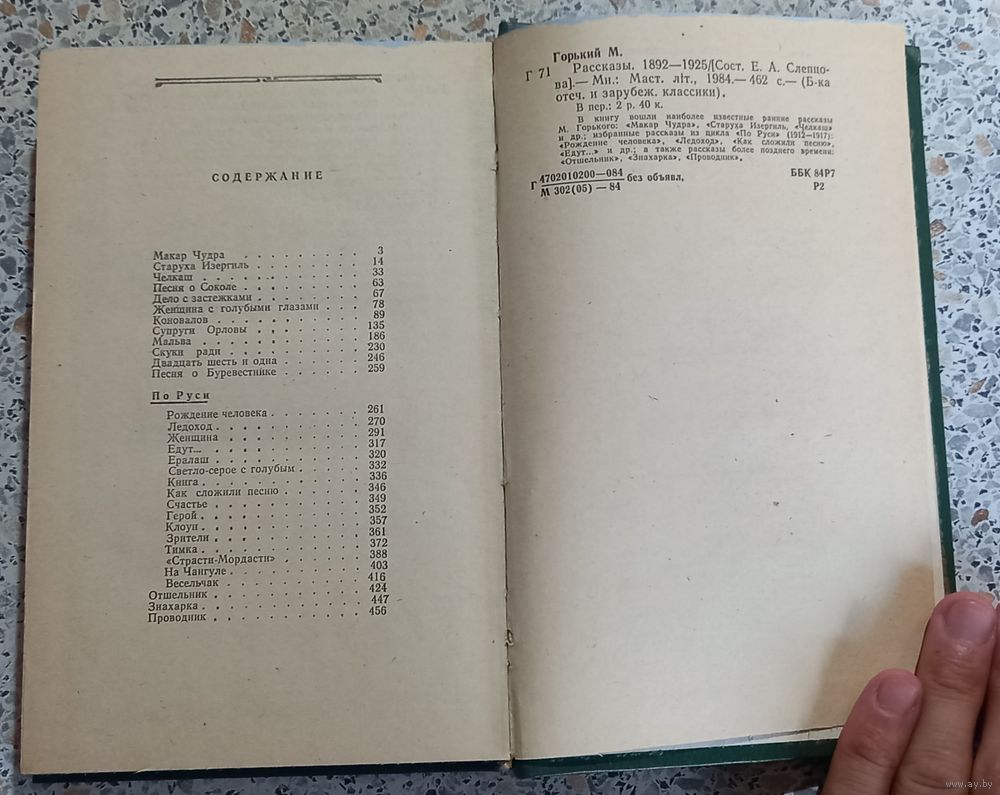 СОДЕРЖАНИЕ
Макар Чудра . . . . . . . . 3
Старуха Изергиль . . . . . . . . 14
Челкаш . . . . . . . . 33
Песня о Соколе . . . . . . . . 63
Дело с застежками . . . . . . . . 67
Женщина с голубыми глазами . . . 78
Коновалов . . . . . . . . 89
Супруги Орловы . . . . . . . . 135
Мальва . . . . . . . . 186
Скуки ради . . . . . . . . 230
Двадцать шесть и одна . . . . . . 246
Песня о Буревестнике . . . . . . 259
По Руси
Рождение человека . . . . . . 261
Ледоход . . . . . . . . 270
Женщина . . . . . . . . 291
Едут... . . . . . . . . 317
Ералаш . . . . . . . . 320
Светло-серое с голубым . . . . . 332
Книга . . . . . . . . 336
Как сложили песню . . . . . . 346
Счастье . . . . . . . . 349
Герой . . . . . . . . 352
Клоун . . . . . . . . 357
Зрители . . . . . . . . 361
Тимка . . . . . . . . 372
«Страсти-Мордасти» . . . . . . 388
На Чангуле . . . . . . . . 403
Весельчак . . . . . . . . 416
Отшельник . . . . . . . . 424
Знахарка . . . . . . . . 447
Проводник . . . . . . . . 456
Горький М.
Г 71 Рассказы. 1892—1925/[Сост. Е. А. Слепцо-
ва].— Мн.: Маст. літ., 1984.— 462 с.— (Б-ка
отеч. и зарубеж. классики).
В пер.: 2 р. 40 к.
В книгу вошли наиболее известные ранние рассказы
М. Горького: «Макар Чудра», «Старуха Изергиль, «Челкаш»
и др.; избранные рассказы из цикла «По Руси» (1912—1917):
«Рождение человека», «Ледоход», «Как сложили песню»,
«Едут...» и др.; а также рассказы более позднего времени:
«Отшельник», «Знахарка», «Проводник»,
Г 4702010200—084 без объявл, ББК 84Р7
М 302(05) — 84 Р2
www.ay.by